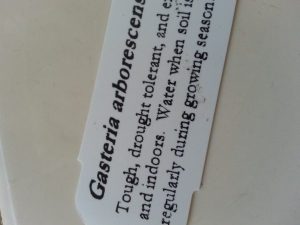 Gasteria arborescens
Tough, drought tolerant, and
and indoors. Water when soil is
regularly during growing season.